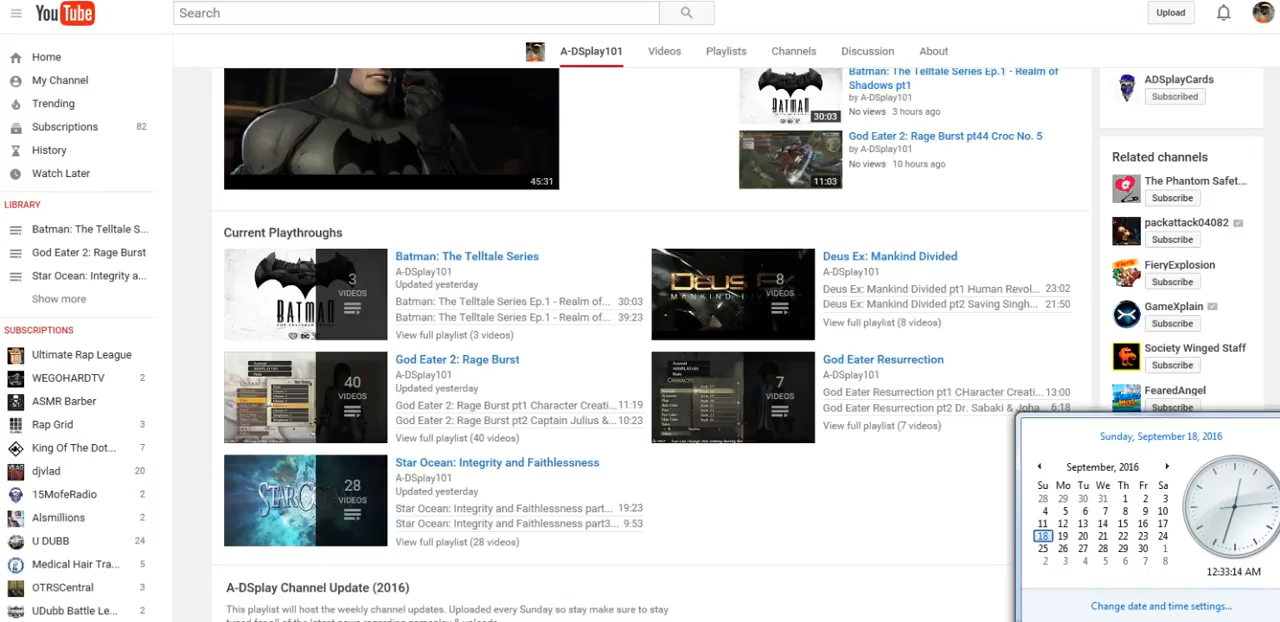 YouTube
Search
Upload
Home
My Channel
Trending
Subscriptions 82
History
Watch Later
LIBRARY
Batman: The Telltale S...
God Eater 2: Rage Burst
Star Ocean: Integrity a...
Show more
SUBSCRIPTIONS
Ultimate Rap League
WEGOHARDTV 2
ASMR Barber
Rap Grid 3
King Of The Dot... 7
djvlad 20
15MofeRadio 2
Alsmillions 2
U DUBB 24
Medical Hair Tra... 5
OTRSCentral 3
UDubb Battle Le... 2
A-DSplay101
Videos
Playlists
Channels
Discussion
About
45:31
BATMAN
30:03
Batman: The Telltale Series Ep.1 - Realm of
Shadows pt1
by A-DSplay101
No views 3 hours ago
11:03
God Eater 2: Rage Burst pt44 Croc No. 5
by A-DSplay101
No views 10 hours ago
Current Playthroughs
BATMAN
3
VIDEOS
Batman: The Telltale Series
A-DSplay101
Updated yesterday
Batman: The Telltale Series Ep.1 - Realm of... 30:03
Batman: The Telltale Series Ep.1 - Realm of... 39:23
View full playlist (3 videos)
DEUS EX
MANKIND DIVIDED
8
VIDEOS
Deus Ex: Mankind Divided
A-DSplay101
Deus Ex: Mankind Divided pt1 Human Revol... 23:02
Deus Ex: Mankind Divided pt2 Saving Singh... 21:50
View full playlist (8 videos)
40
VIDEOS
God Eater 2: Rage Burst
A-DSplay101
Updated yesterday
God Eater 2: Rage Burst pt1 CHaracter Creati... 11:19
God Eater 2: Rage Burst pt2 Captain Julius &... 10:23
View full playlist (40 videos)
7
VIDEOS
God Eater Resurrection
A-DSplay101
God Eater Resurrection pt1 CHaracter Creati... 13:00
God Eater Resurrection pt2 Dr. Sabaki & Joha... 6:18
View full playlist (7 videos)
STAR OCEAN
28
VIDEOS
Star Ocean: Integrity and Faithlessness
A-DSplay101
Updated yesterday
Star Ocean: Integrity and Faithlessness part... 19:23
Star Ocean: Integrity and Faithlessness part3... 9:53
View full playlist (28 videos)
A-DSplay Channel Update (2016)
This playlist will host the weekly channel updates. Uploaded every Sunday so stay make sure to stay
tuned for all of the latest news regarding gameplay & uploads.
ADSplayCards
Subscribed
Related channels
The Phantom Safet...
Subscribe
packattack04082
Subscribe
FieryExplosion
Subscribe
GameXplain
Subscribe
Society Winged Staff
Subscribe
FearedAngel
Subscribe
Sunday, September 18, 2016
September, 2016
Su Mo Tu We Th Fr Sa
28 29 30 31 1 2 3
4 5 6 7 8 9 10
11 12 13 14 15 16 17
18 19 20 21 22 23 24
25 26 27 28 29 30 1
2 3 4 5 6 7 8
12:33:14 AM
Change date and time settings...